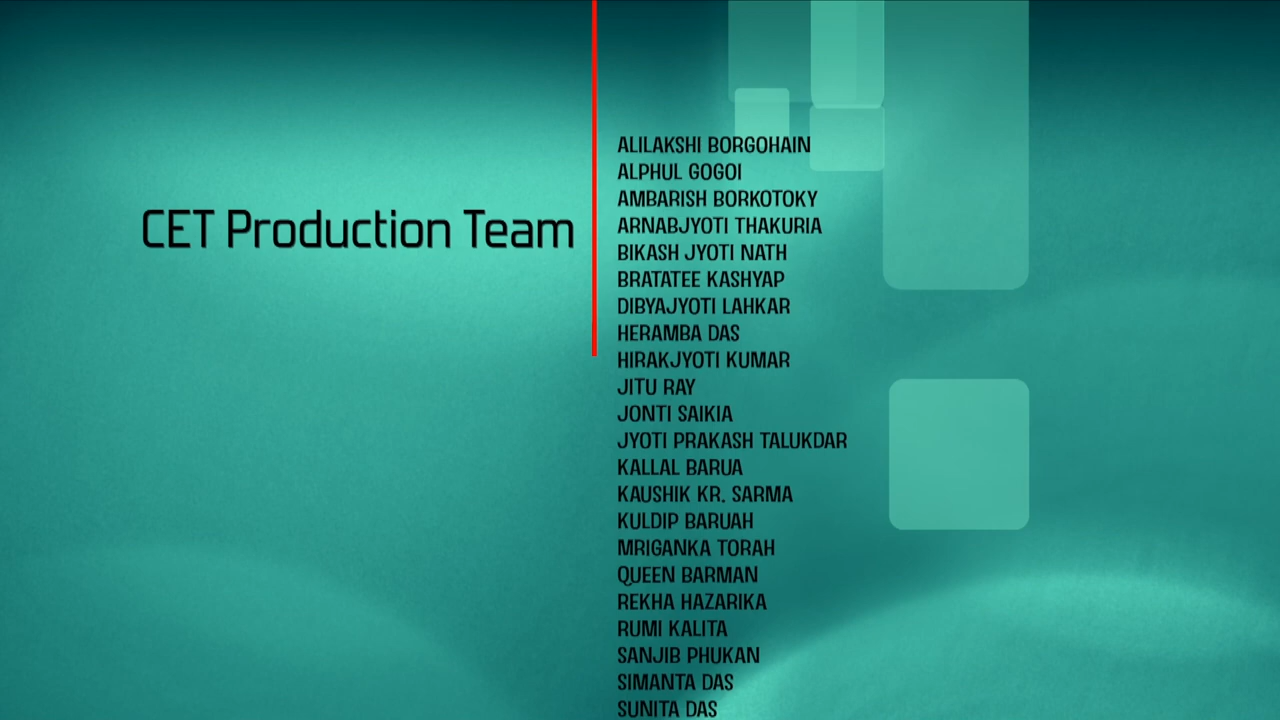 CET Production Team
ALILAKSHI BORGOHAIN
ALPHUL GOGOI
AMBARISH BORKOTOKY
ARNABJYOTI THAKURIA
BIKASH JYOTI NATH
BRATATEE KASHYAP
DIBYAJYOTI LAHKAR
HERAMBA DAS
HIRAKJYOTI KUMAR
JITU RAY
JONTI SAIKIA
JYOTI PRAKASH TALUKDAR
KALLAL BARUA
KAUSHIK KR. SARMA
KULDIP BARUAH
MRIGANKA TORAH
QUEEN BARMAN
REKHA HAZARIKA
RUMI KALITA
SANJIB PHUKAN
SIMANTA DAS
SUNITA DAS